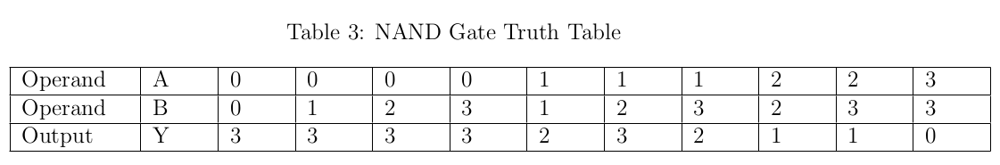 Table 3: NAND Gate Truth Table
Operand A 0 0 0 0 1 1 1 2 2 3
Operand B 0 1 2 3 1 2 3 2 3 3
Output Y 3 3 3 3 2 3 2 1 1 0